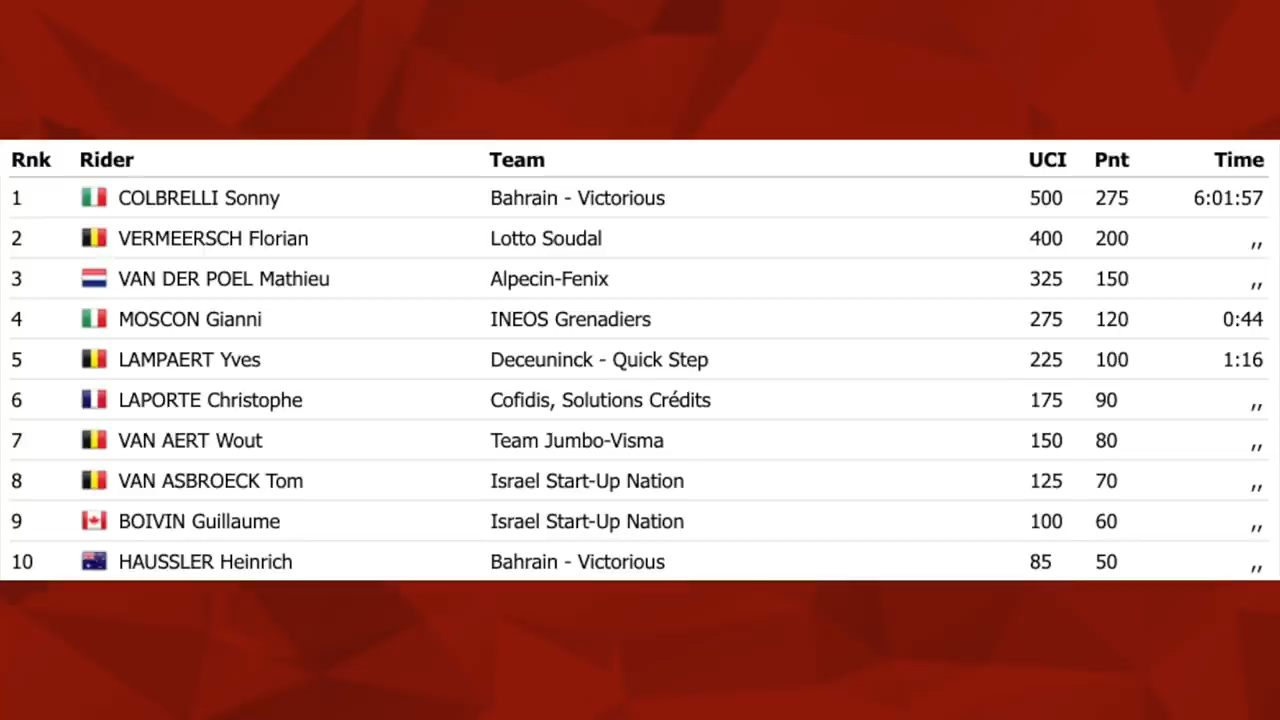 Rnk Rider Team UCI Pnt Time
1 COLBRELLI Sonny Bahrain - Victorious 500 275 6:01:57
2 VERMEERSCH Florian Lotto Soudal 400 200 ,,
3 VAN DER POEL Mathieu Alpecin-Fenix 325 150 ,,
4 MOSCON Gianni INEOS Grenadiers 275 120 0:44
5 LAMPAERT Yves Deceuninck - Quick Step 225 100 1:16
6 LAPORTE Christophe Cofidis, Solutions Crédits 175 90 ,,
7 VAN AERT Wout Team Jumbo-Visma 150 80 ,,
8 VAN ASBROECK Tom Israel Start-Up Nation 125 70 ,,
9 BOIVIN Guillaume Israel Start-Up Nation 100 60 ,,
10 HAUSSLER Heinrich Bahrain - Victorious 85 50 ,,